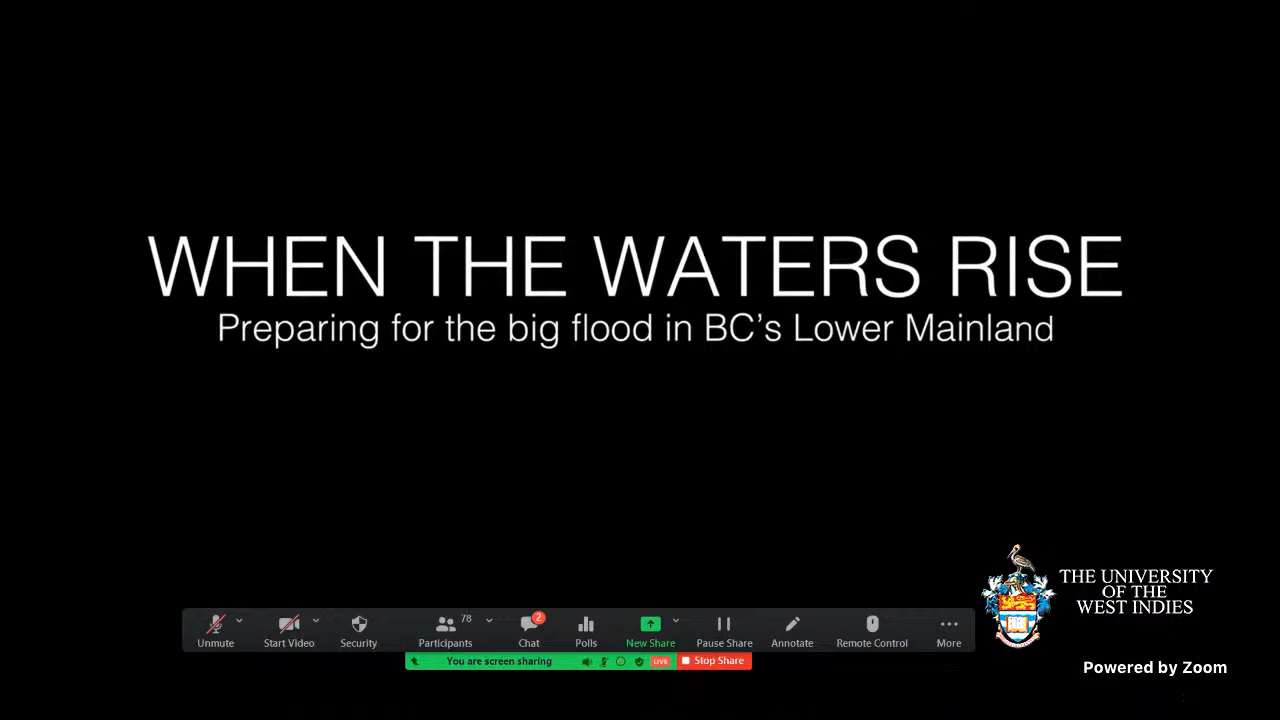 WHEN THE WATERS RISE
Preparing for the big flood in BC's Lower Mainland
THE UNIVERSITY
OF THE
WEST INDIES
78
2
Unmute Start Video Security Participants Chat Polls New Share Pause Share Annotate Remote Control More
You are screen sharing LIVE Stop Share
Powered by Zoom